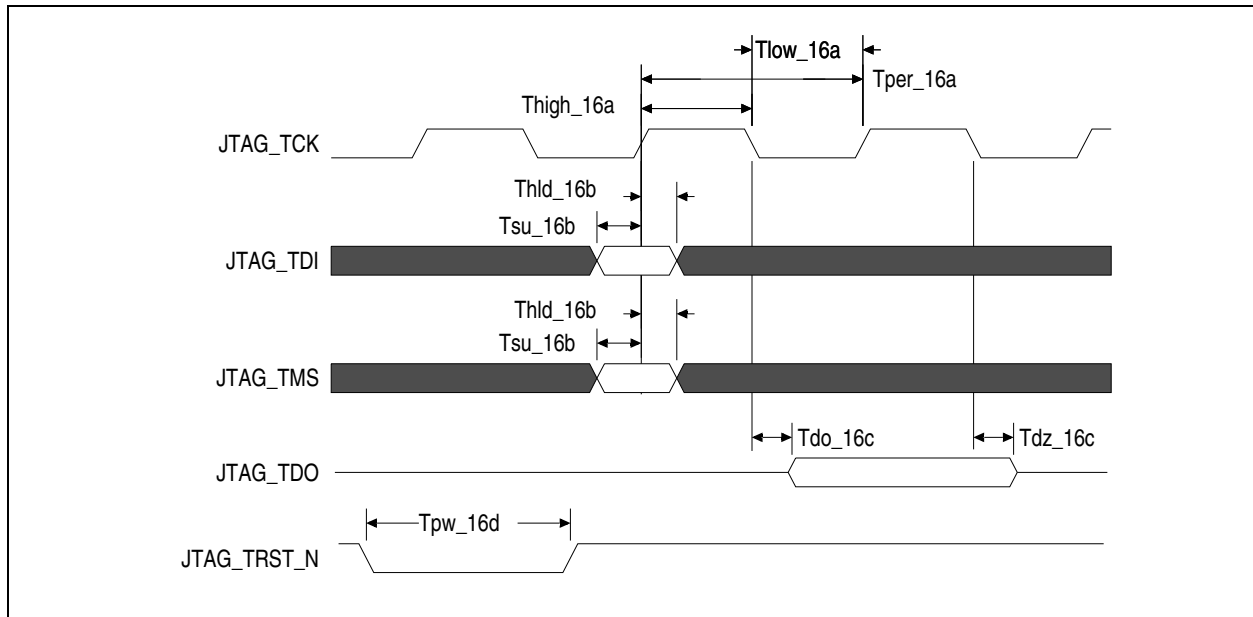 Tlow_16a
Tper_16a
Thigh_16a
JTAG_TCK
Thld_16b
Tsu_16b
JTAG_TDI
Thld_16b
Tsu_16b
JTAG_TMS
Tdo_16c
Tdz_16c
JTAG_TDO
Tpw_16d
JTAG_TRST_N